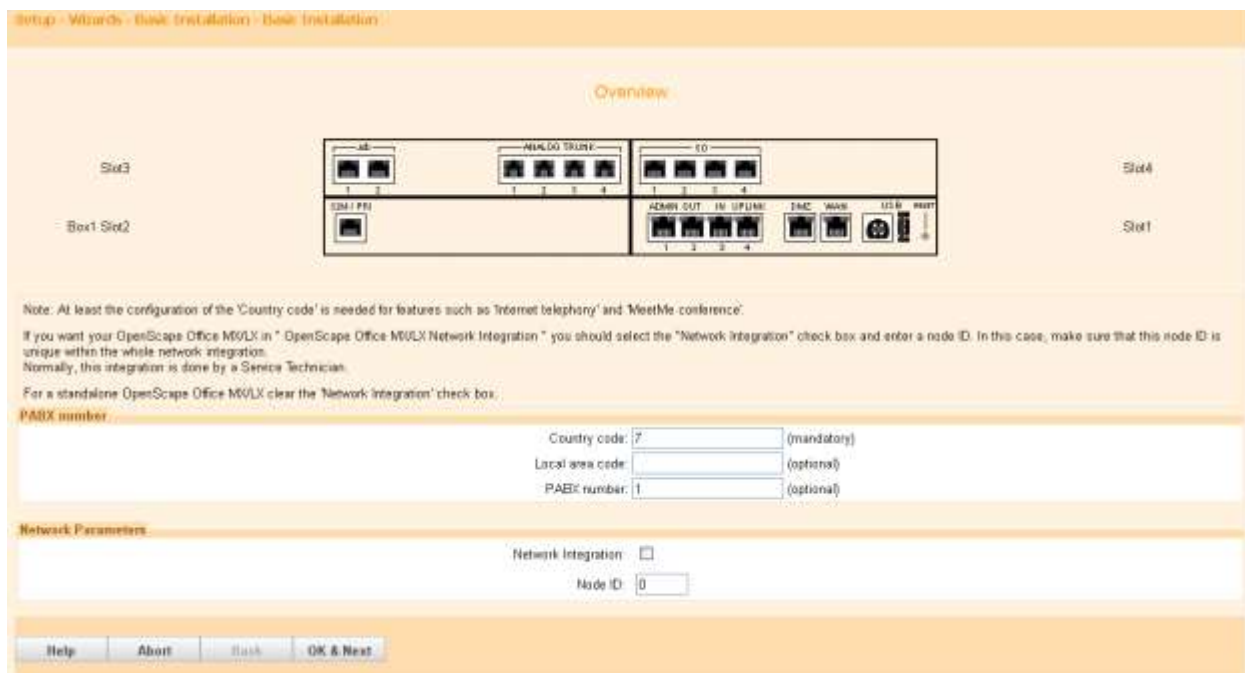 Setup - Wizards - Basic Installation - Basic Installation
Overview
Slot3
a/b
ANALOG TRUNK
S0
Slot4
1 2
1 2 3 4
1 2 3 4
Box1 Slot2
S2M / PRI
ADMIN OUT IN UPLINK
DMZ
WAN
USB
Slot1
1 2 3 4
Note: At least the configuration of the 'Country code' is needed for features such as 'Internet telephony' and 'MeetMe conference'.
If you want your OpenScape Office MX/LX in " OpenScape Office MX/LX Network Integration " you should select the "Network Integration" check box and enter a node ID. In this case, make sure that this node ID is
unique within the whole network integration.
Normally, this integration is done by a Service Technician.
For a standalone OpenScape Office MX/LX clear the 'Network Integration' check box.
PABX number
Country code: 7 (mandatory)
Local area code: (optional)
PABX number: 1 (optional)
Network Parameters
Network Integration:
Node ID: 0
Help Abort Back OK & Next